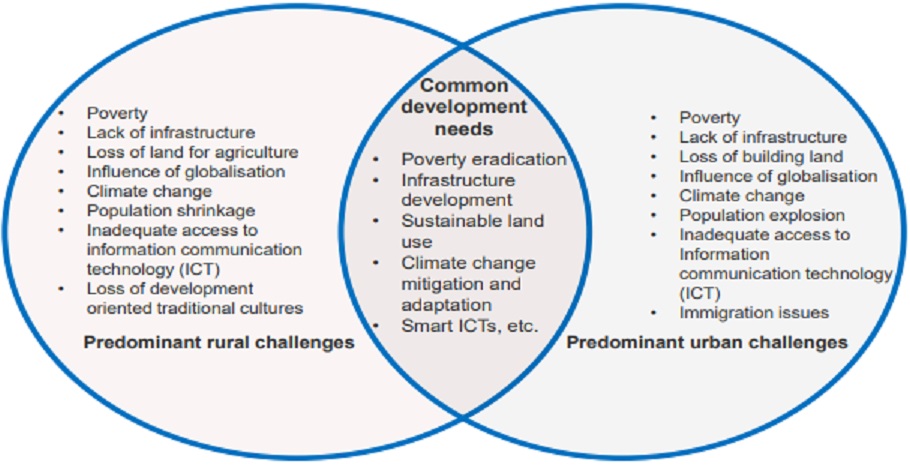 • Poverty
• Lack of infrastructure
• Loss of land for agriculture
• Influence of globalisation
• Climate change
• Population shrinkage
• Inadequate access to
information communication
technology (ICT)
• Loss of development
oriented traditional cultures
Predominant rural challenges
Common
development
needs
• Poverty eradication
• Infrastructure
development
• Sustainable land
use
• Climate change
mitigation and
adaptation
• Smart ICTs, etc.
• Poverty
• Lack of infrastructure
• Loss of building land
• Influence of globalisation
• Climate change
• Population explosion
• Inadequate access to
Information
communication technology
(ICT)
• Immigration issues
Predominant urban challenges